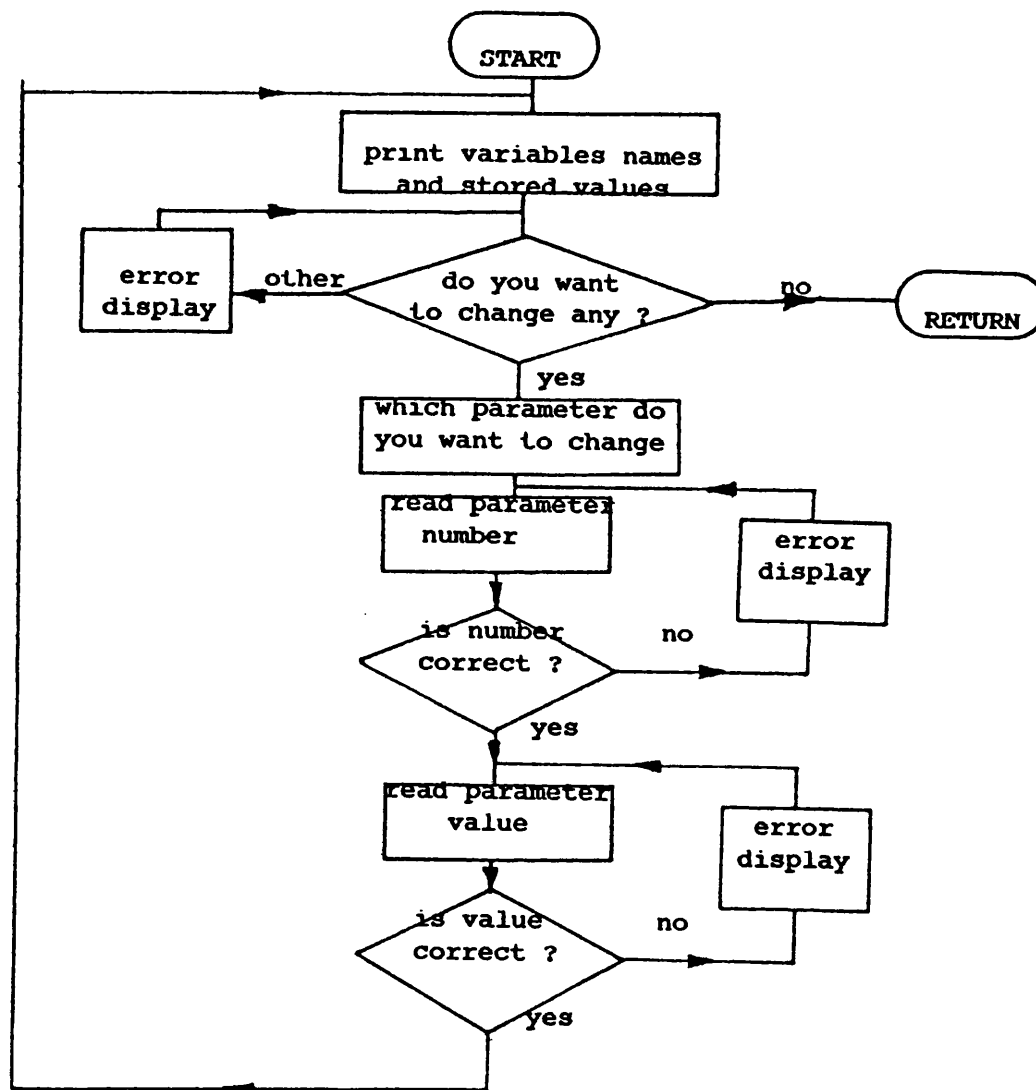 START
print variables names
and stored values
error
display
other
do you want
to change any ?
no
RETURN
yes
which parameter do
you want to change
read parameter
number
error
display
is number
correct ?
no
yes
read parameter
value
error
display
is value
correct ?
no
yes